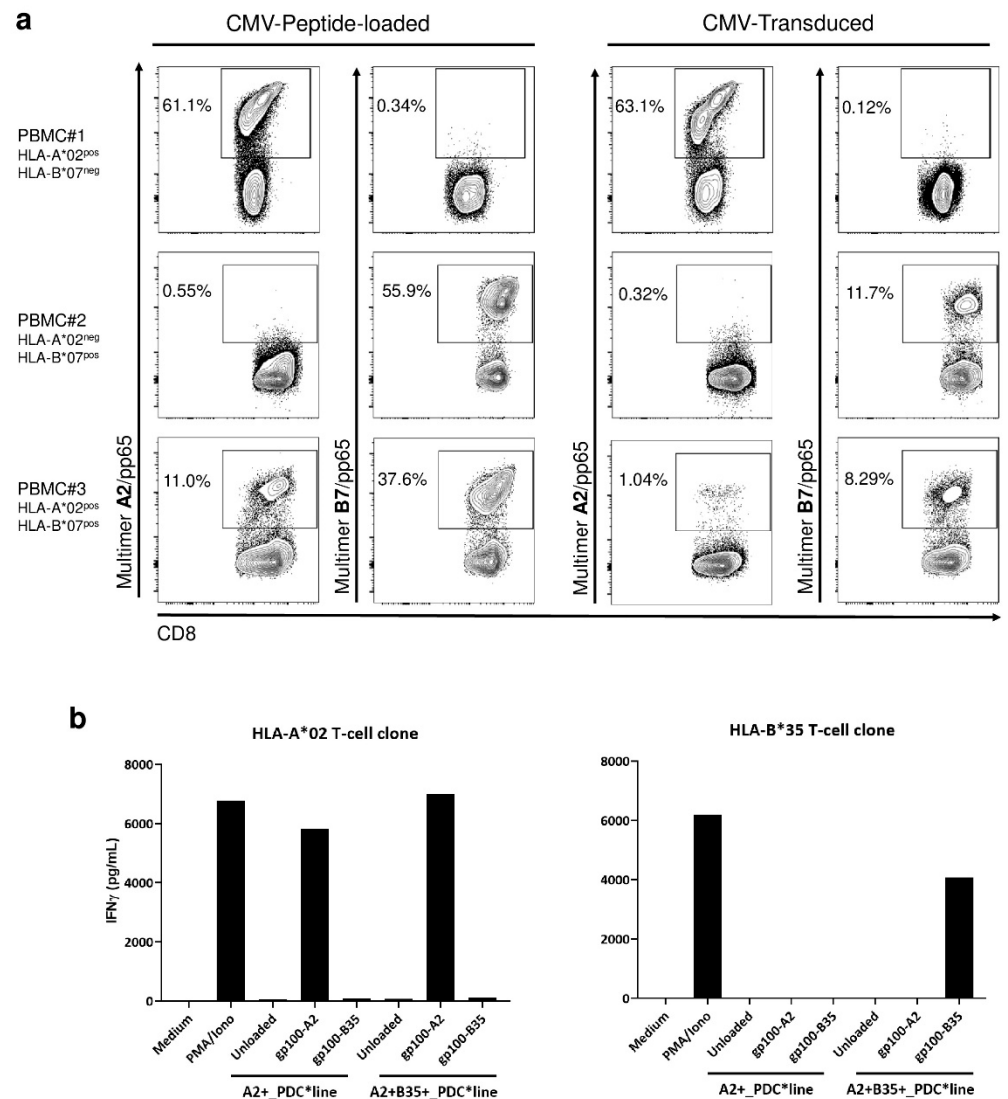 a
CMV-Peptide-loaded
CMV-Transduced
PBMC#1
HLA-A*02pos
HLA-B*07neg
61.1%
0.34%
63.1%
0.12%
PBMC#2
HLA-A*02neg
HLA-B*07pos
0.55%
55.9%
0.32%
11.7%
PBMC#3
HLA-A*02pos
HLA-B*07pos
11.0%
37.6%
1.04%
8.29%
Multimer A2/pp65
Multimer B7/pp65
Multimer A2/pp65
Multimer B7/pp65
CD8
b
HLA-A*02 T-cell clone
IFNγ (pg/mL)
8000
6000
4000
2000
0
Medium
PMA/Iono
Unloaded
gp100-A2
gp100-B35
Unloaded
gp100-A2
gp100-B35
A2+_PDC*line
A2+B35+_PDC*line
HLA-B*35 T-cell clone
8000
6000
4000
2000
0
Medium
PMA/Iono
Unloaded
gp100-A2
gp100-B35
Unloaded
gp100-A2
gp100-B35
A2+_PDC*line
A2+B35+_PDC*line